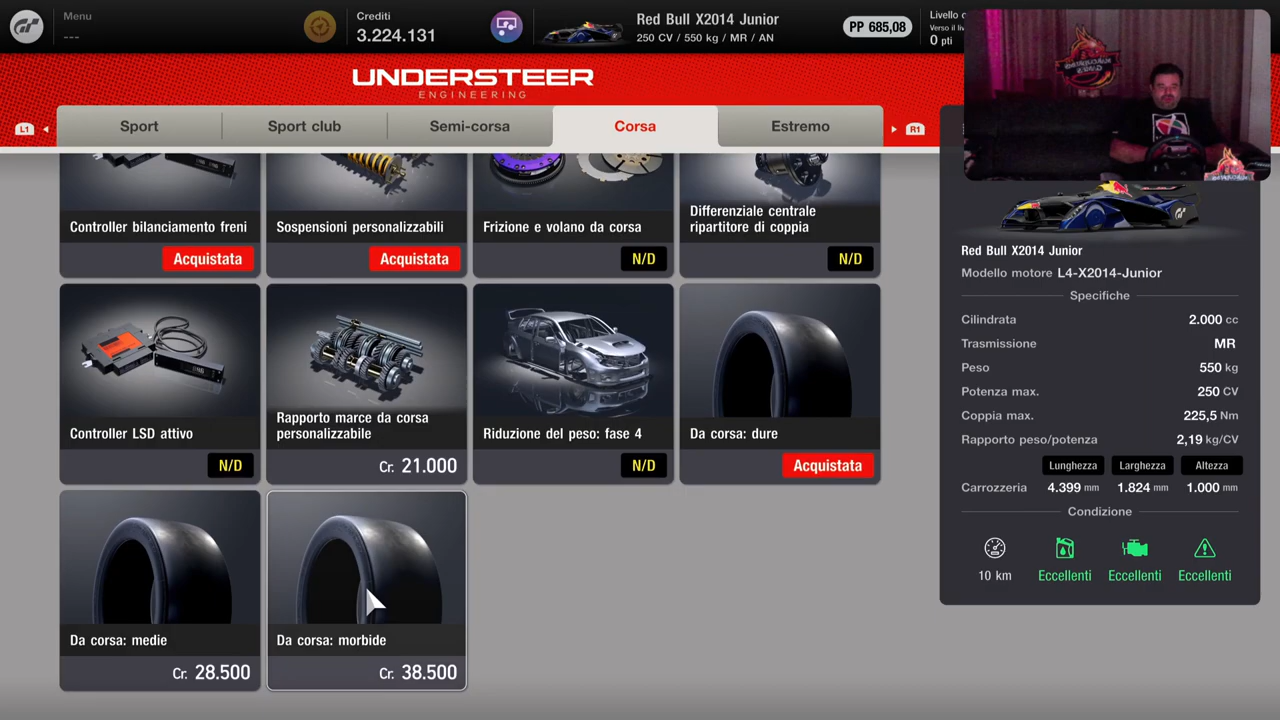 Menu
---
Crediti
3.224.131
Red Bull X2014 Junior
250 CV / 550 kg / MR / AN
PP 685,08
Livello
Verso il
0 pti
UNDERSTEER
ENGINEERING
L1
Sport
Sport club
Semi-corsa
Corsa
Estremo
R1
Controller bilanciamento freni
Acquistata
Sospensioni personalizzabili
Acquistata
Frizione e volano da corsa
N/D
Differenziale centrale
ripartitore di coppia
N/D
Controller LSD attivo
N/D
Rapporto marce da corsa
personalizzabile
Cr. 21.000
Riduzione del peso: fase 4
N/D
Da corsa: dure
Acquistata
Da corsa: medie
Cr. 28.500
Da corsa: morbide
Cr. 38.500
Red Bull X2014 Junior
Modello motore L4-X2014-Junior
Specifiche
Cilindrata 2.000 cc
Trasmissione MR
Peso 550 kg
Potenza max. 250 CV
Coppia max. 225,5 Nm
Rapporto peso/potenza 2,19 kg/CV
Lunghezza Larghezza Altezza
Carrozzeria 4.399 mm 1.824 mm 1.000 mm
Condizione
10 km Eccellenti Eccellenti Eccellenti